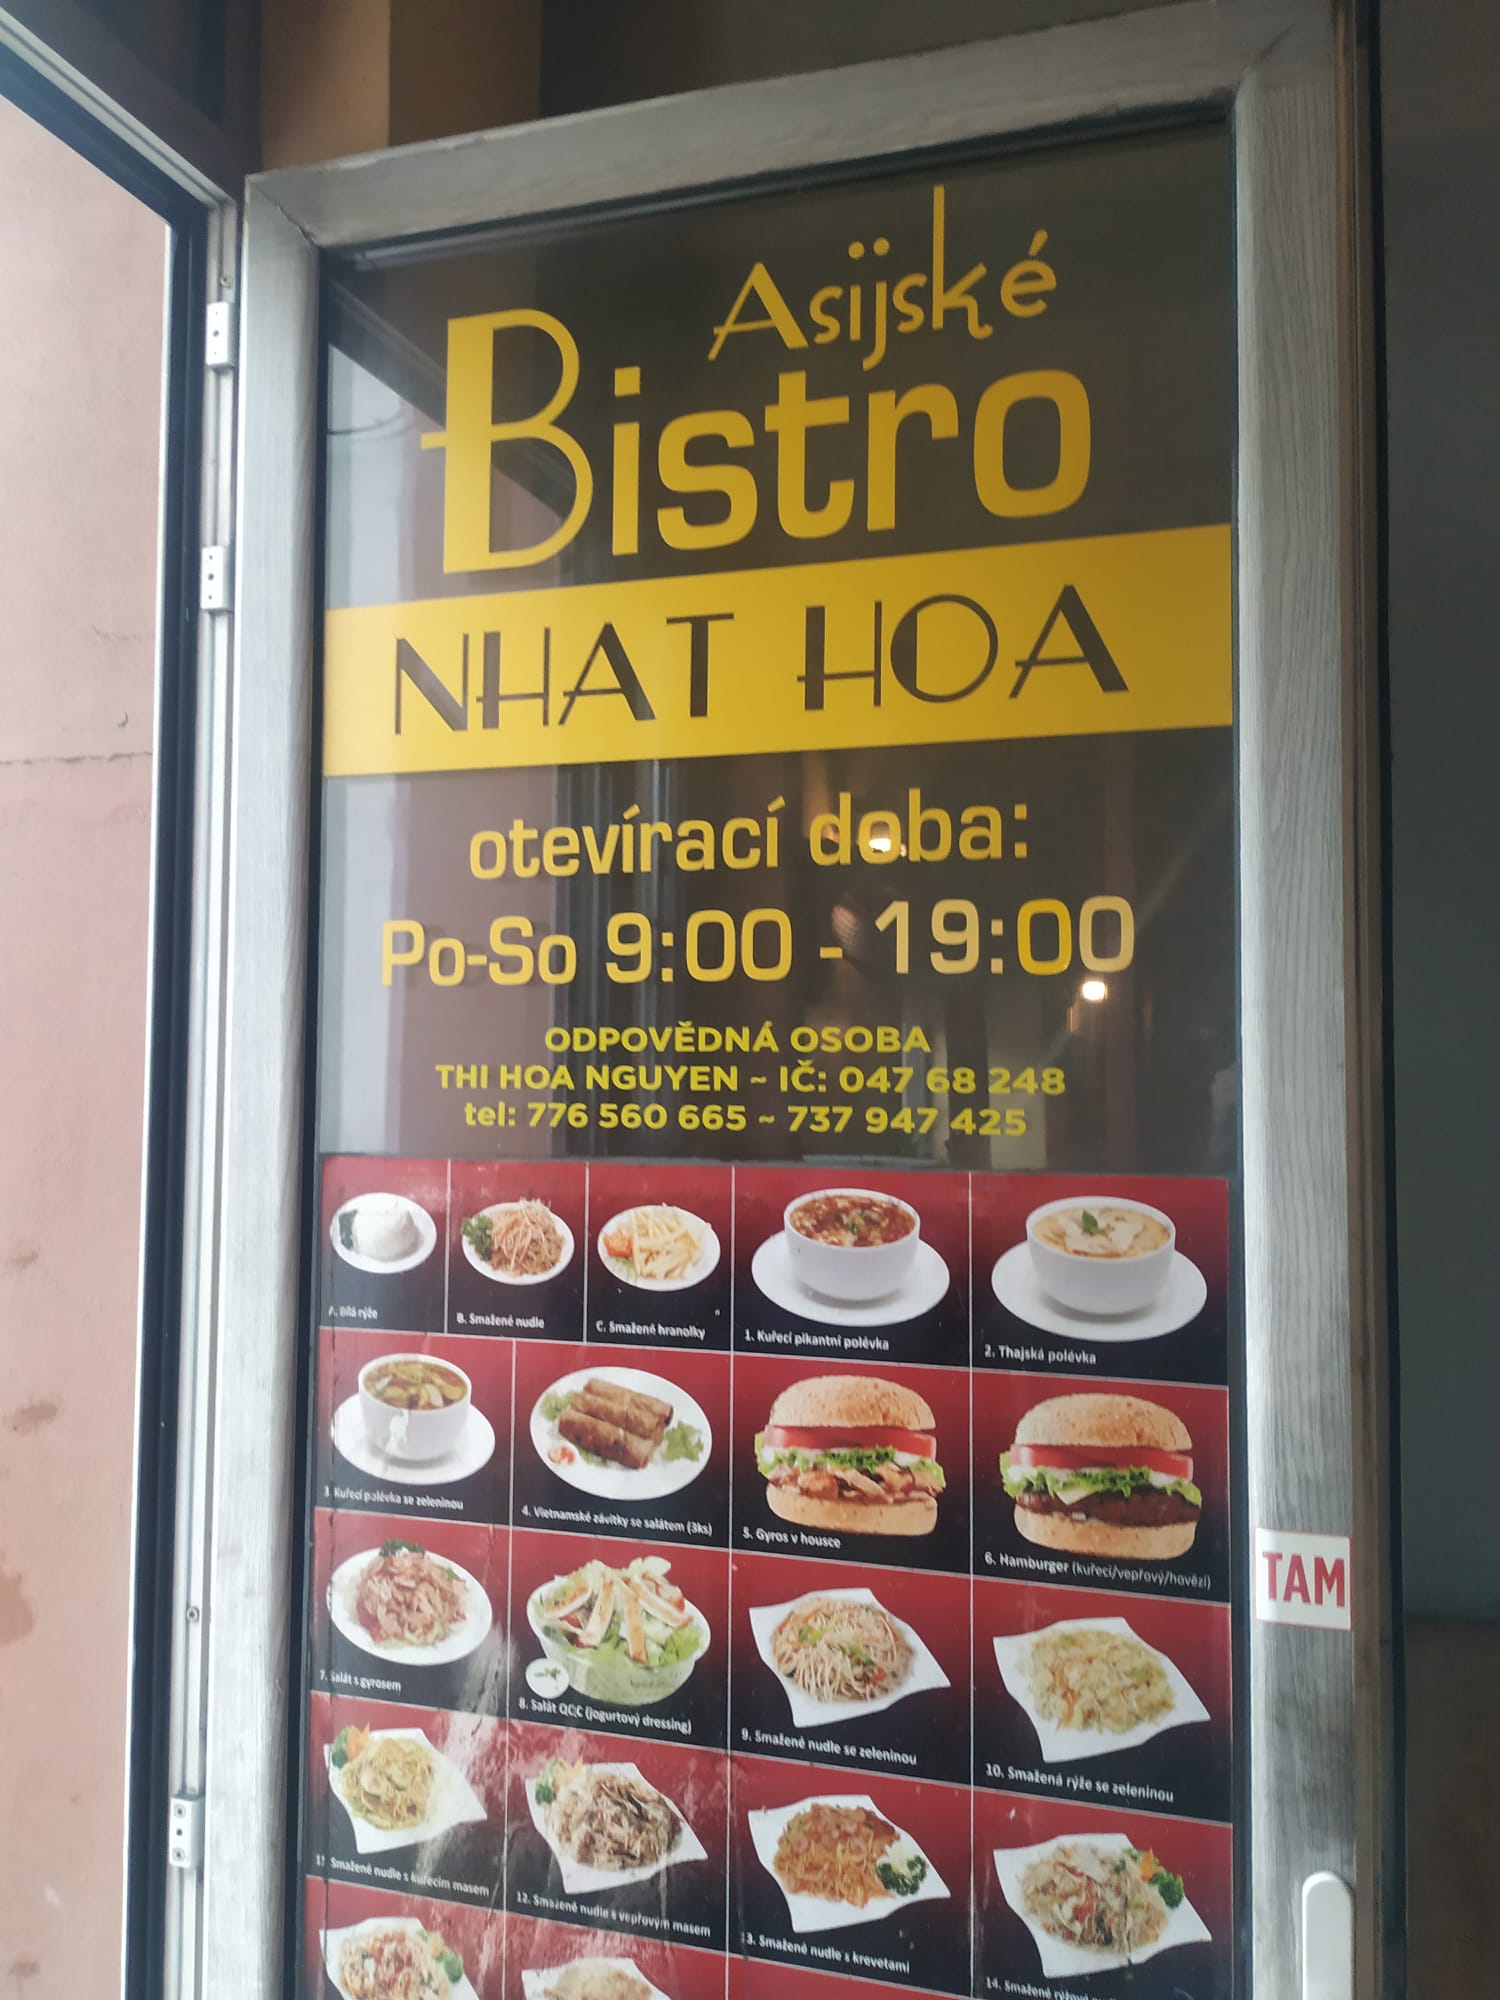 Asijské
Bistro
NHAT HOA
otevírací doba:
Po-So 9:00 - 19:00
ODPOVĚDNÁ OSOBA
THI HOA NGUYEN ~ IČ: 047 68 248
tel: 776 560 665 ~ 737 947 425
A. Bílá rýže
B. Smažené nudle
C. Smažené hranolky
1. Kuřecí pikantní polévka
2. Thajská polévka
3 Kuřecí polévka se zeleninou
4. Vietnamské závitky se salátem (3ks)
5. Gyros v housce
6. Hamburger (kuřecí/vepřový/hovězí)
TAM
7. Salát s gyrosem
8. Salát QCC (jogurtový dressing)
9. Smažené nudle se zeleninou
10. Smažená rýže se zeleninou
11 Smažené nudle s kuřecím masem
12. Smažené nudle s vepřovým masem
13. Smažené nudle s krevetami
14. Smažené rýžové